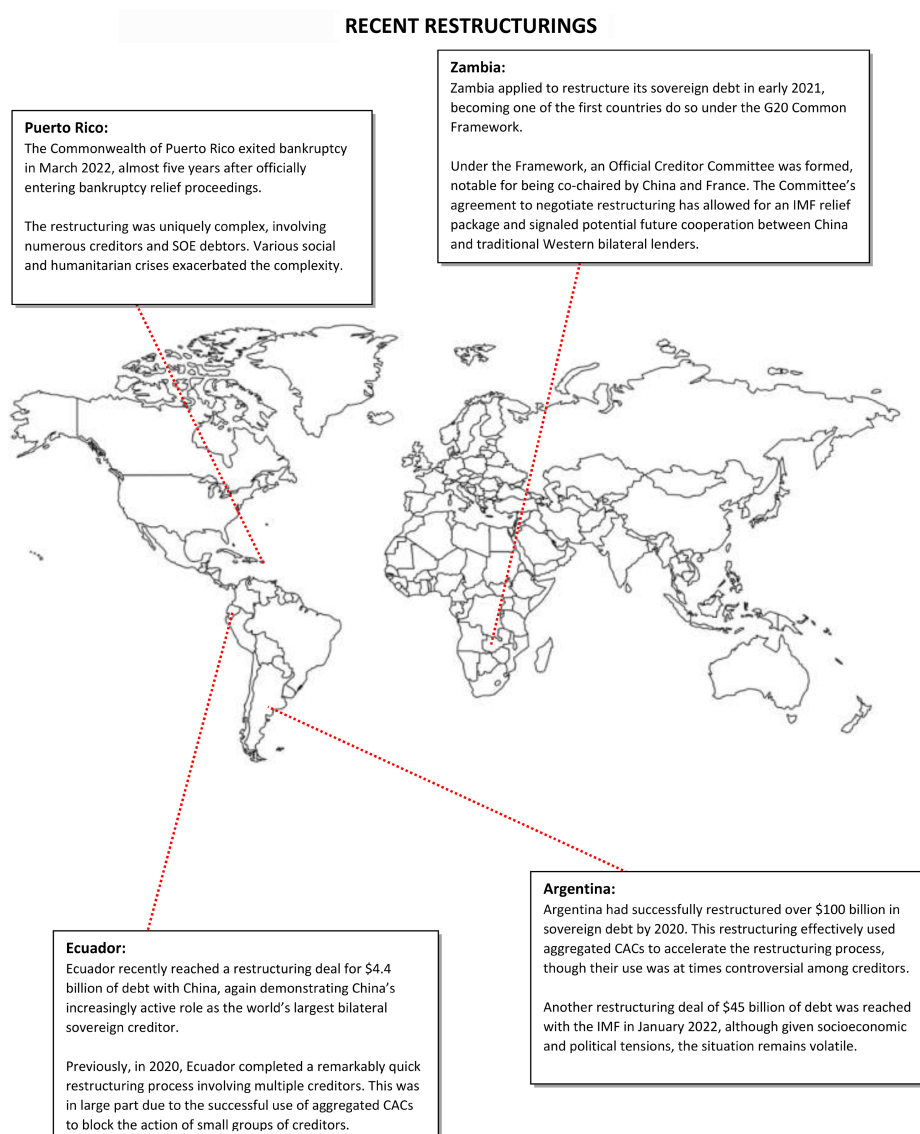 RECENT RESTRUCTURINGS
Zambia:
Zambia applied to restructure its sovereign debt in early 2021,
becoming one of the first countries do so under the G20 Common
Framework.
Under the Framework, an Official Creditor Committee was formed,
notable for being co-chaired by China and France. The Committee's
agreement to negotiate restructuring has allowed for an IMF relief
package and signaled potential future cooperation between China
and traditional Western bilateral lenders.
Puerto Rico:
The Commonwealth of Puerto Rico exited bankruptcy
in March 2022, almost five years after officially
entering bankruptcy relief proceedings.
The restructuring was uniquely complex, involving
numerous creditors and SOE debtors. Various social
and humanitarian crises exacerbated the complexity.
Argentina:
Argentina had successfully restructured over $100 billion in
sovereign debt by 2020. This restructuring effectively used
aggregated CACs to accelerate the restructuring process,
though their use was at times controversial among creditors.
Another restructuring deal of $45 billion of debt was reached
with the IMF in January 2022, although given socioeconomic
and political tensions, the situation remains volatile.
Ecuador:
Ecuador recently reached a restructuring deal for $4.4
billion of debt with China, again demonstrating China's
increasingly active role as the world's largest bilateral
sovereign creditor.
Previously, in 2020, Ecuador completed a remarkably quick
restructuring process involving multiple creditors. This was
in large part due to the successful use of aggregated CACs
to block the action of small groups of creditors.